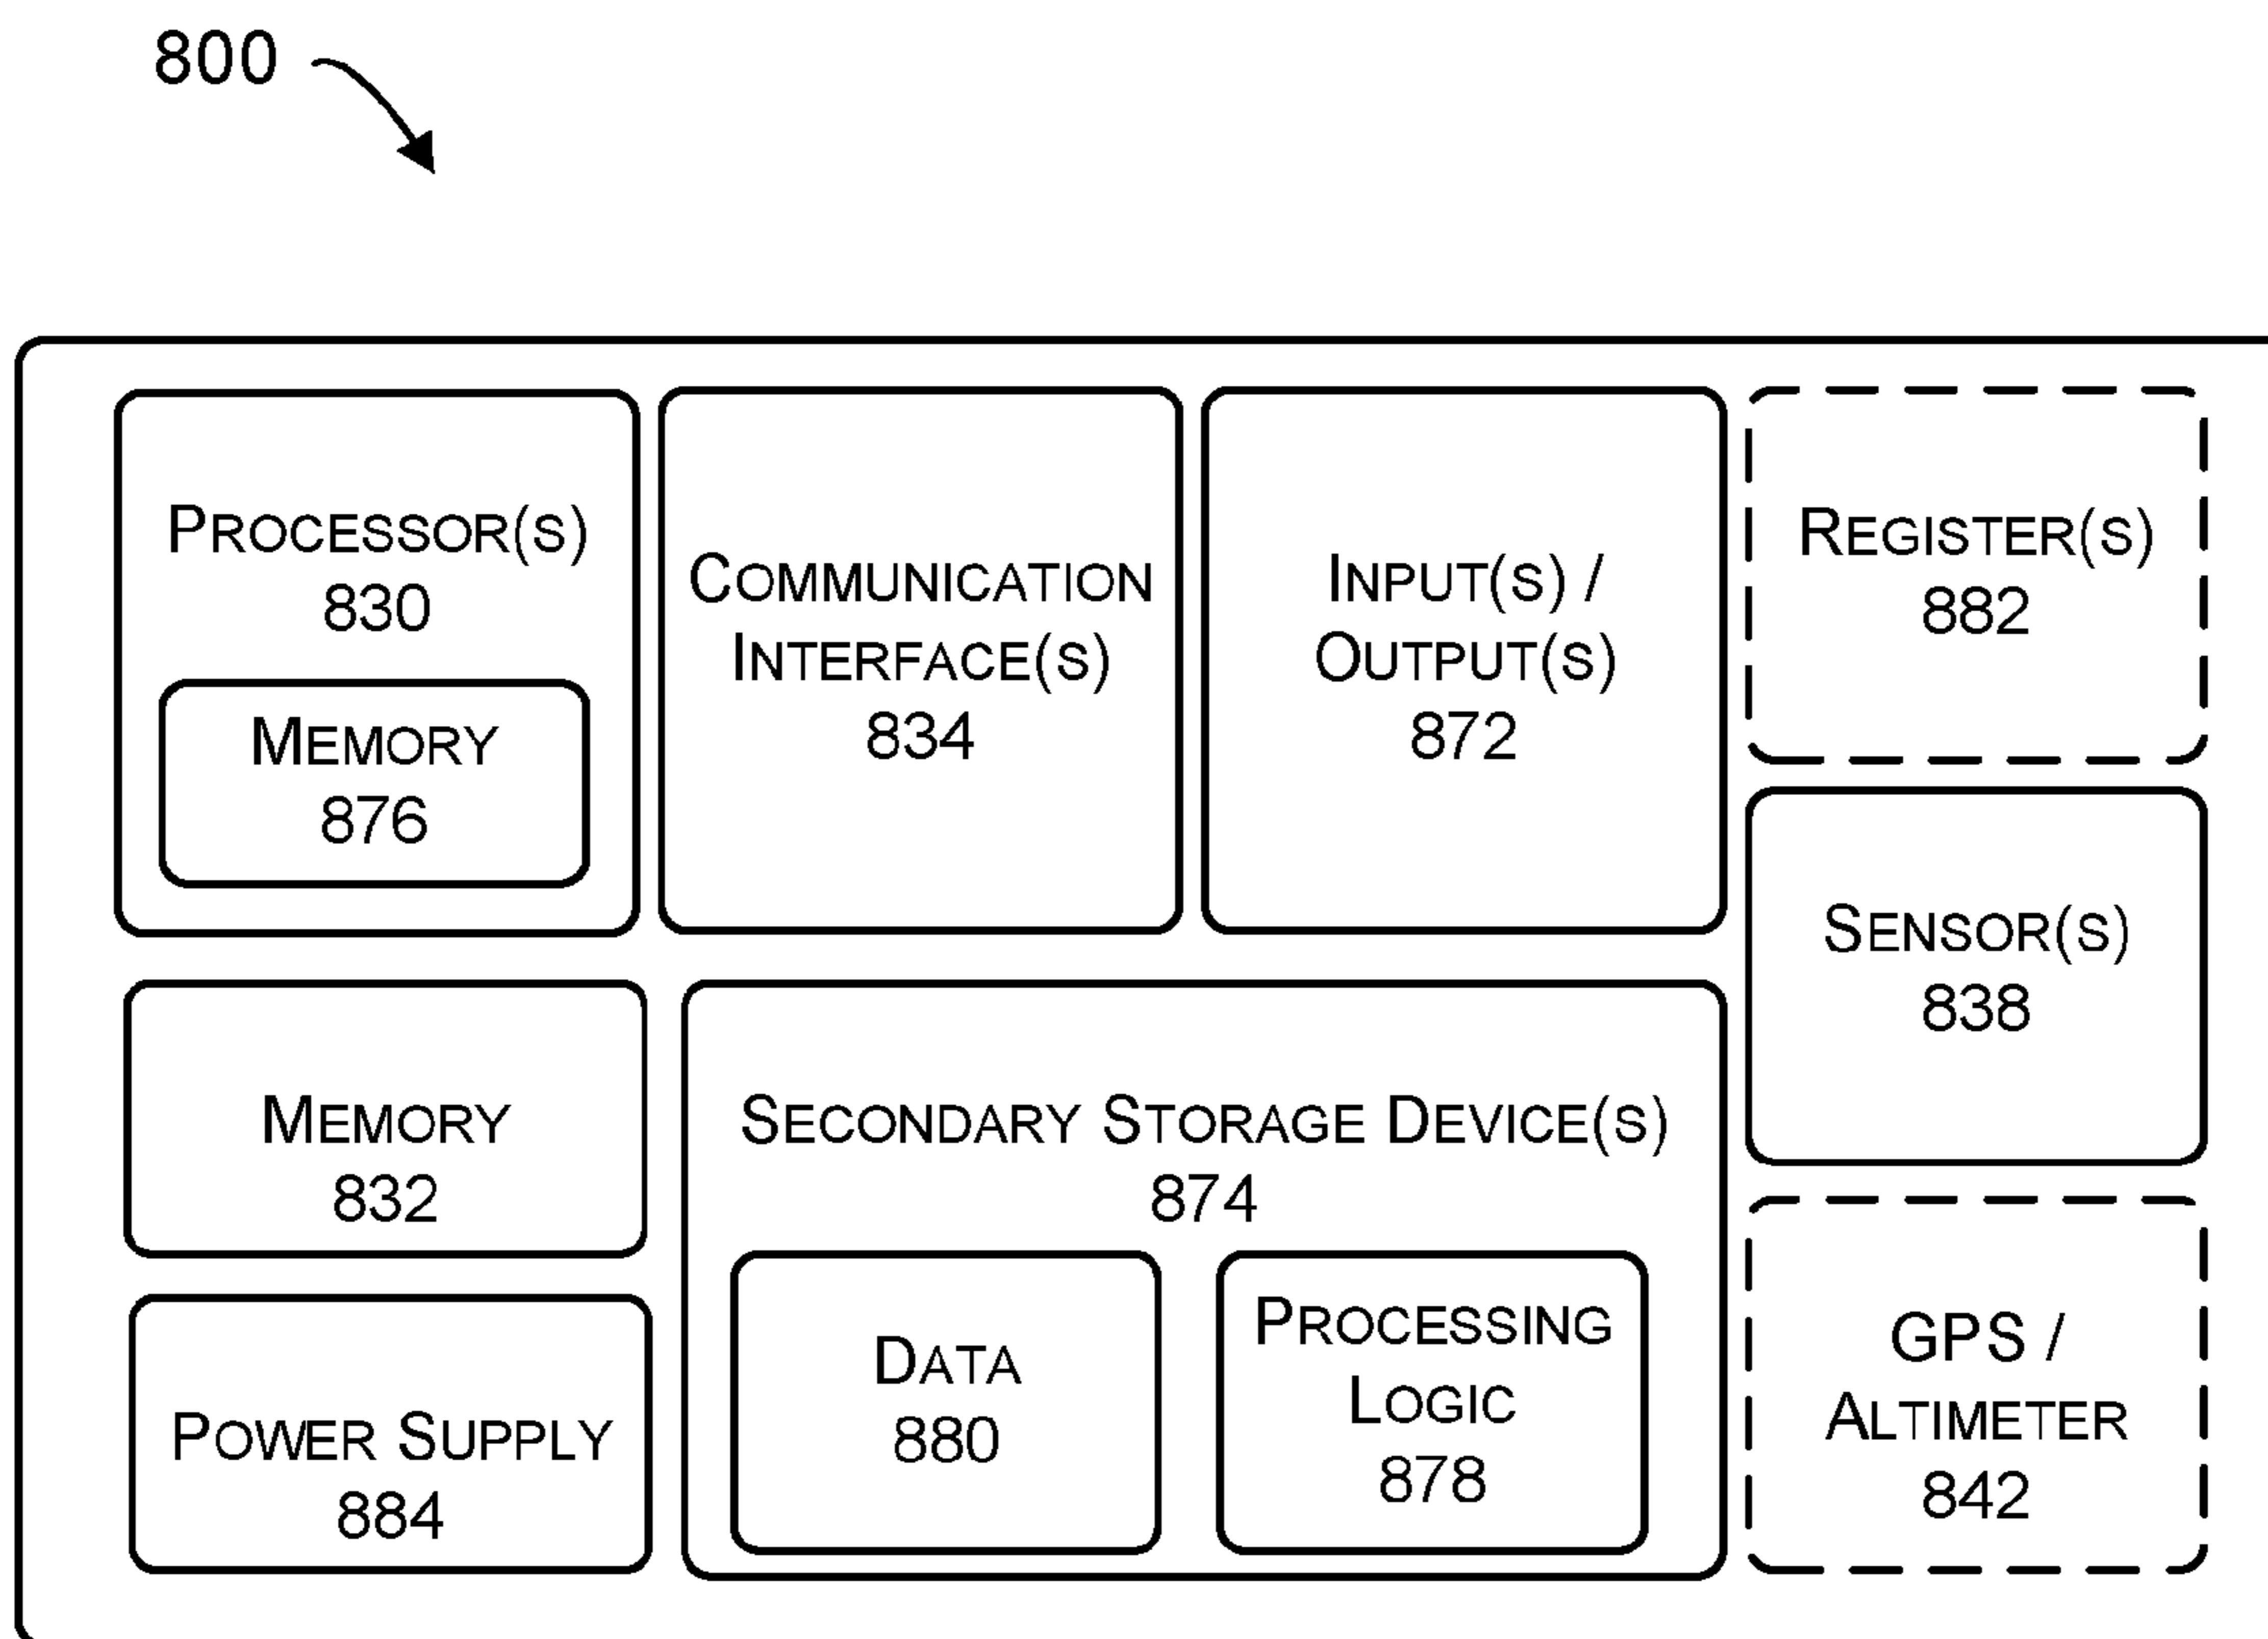 800
PROCESSOR(S)
830
MEMORY
876
COMMUNICATION
INTERFACE(S)
834
INPUT(S) /
OUTPUT(S)
872
REGISTER(S)
882
SENSOR(S)
838
MEMORY
832
SECONDARY STORAGE DEVICE(S)
874
DATA
880
PROCESSING
LOGIC
878
POWER SUPPLY
884
GPS /
ALTIMETER
842